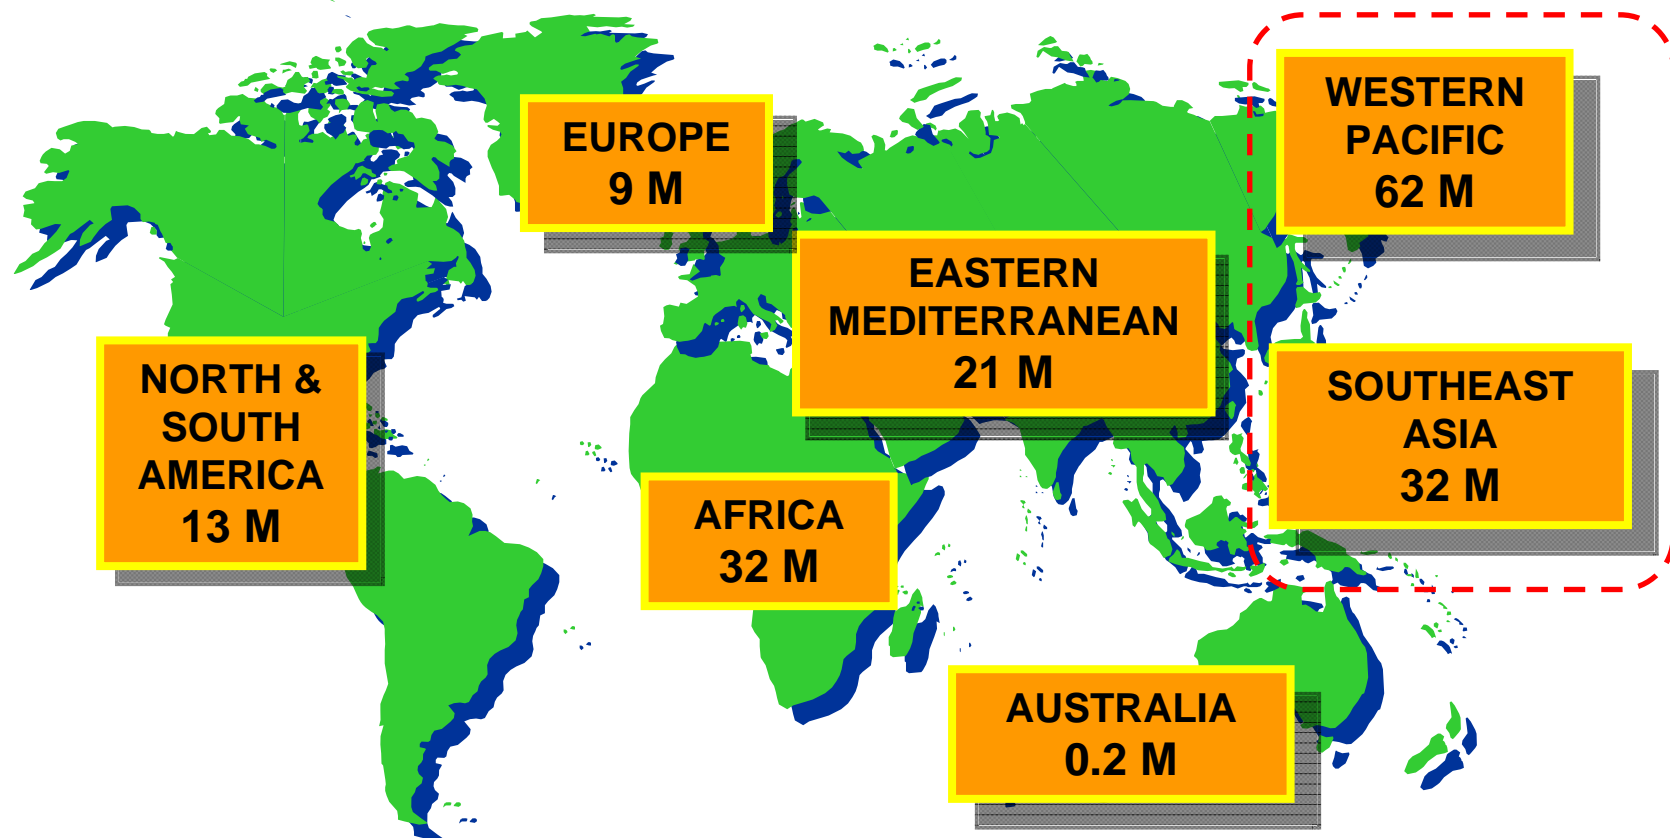 EUROPE
9 M
WESTERN
PACIFIC
62 M
EASTERN
MEDITERRANEAN
21 M
NORTH &
SOUTH
AMERICA
13 M
SOUTHEAST
ASIA
32 M
AFRICA
32 M
AUSTRALIA
0.2 M